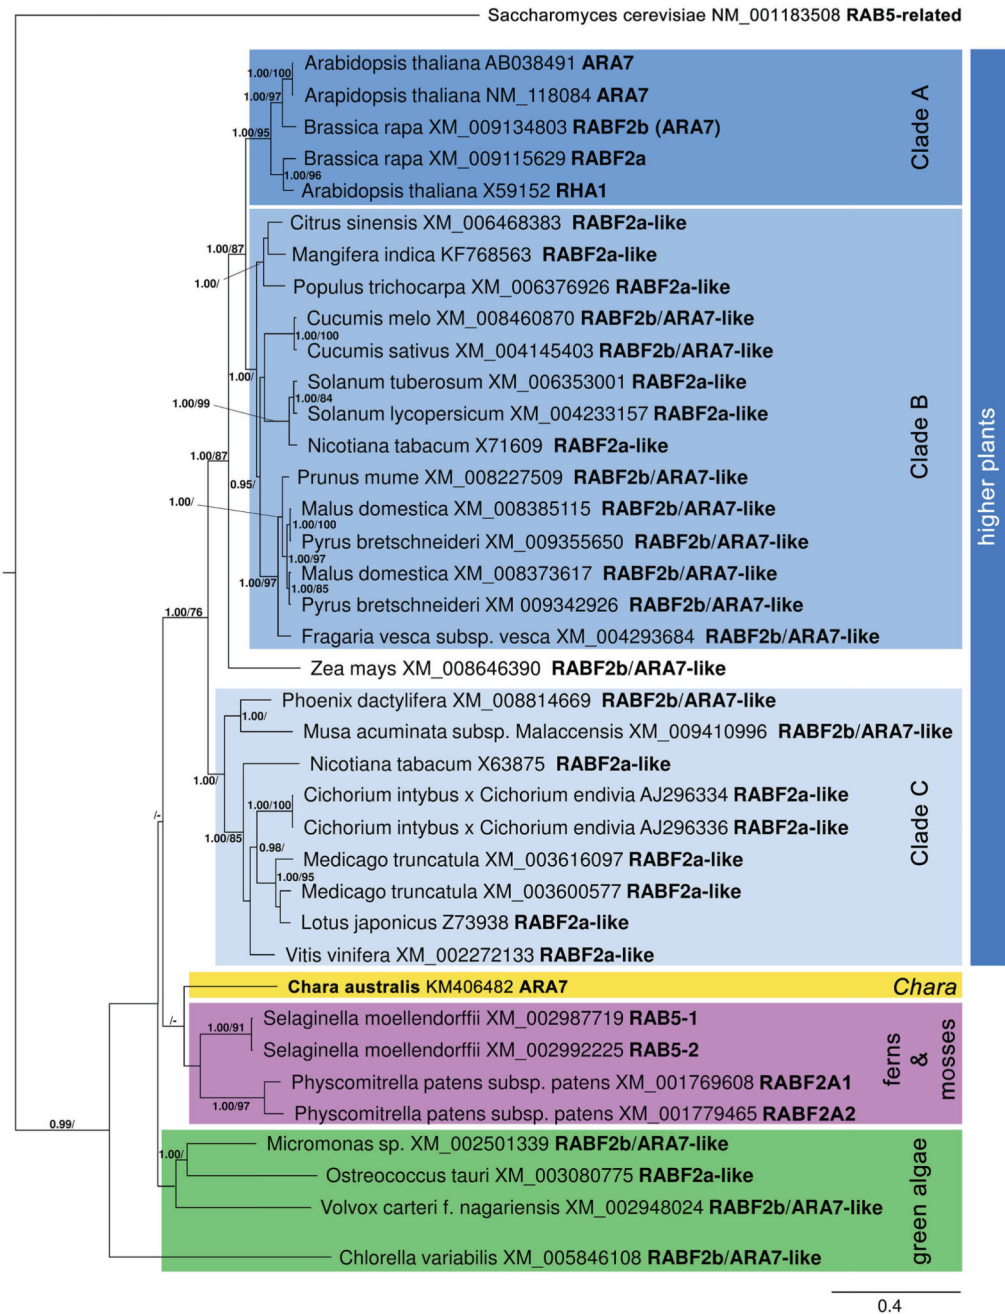 Saccharomyces cerevisiae NM_001183508 RAB5-related
1.00/100
Arabidopsis thaliana AB038491 ARA7
1.00/97
Arapidopsis thaliana NM_118084 ARA7
1.00/95
Brassica rapa XM_009134803 RABF2b (ARA7)
Brassica rapa XM_009115629 RABF2a
1.00/96
Arabidopsis thaliana X59152 RHA1
Clade A
Citrus sinensis XM_006468383 RABF2a-like
1.00/87
Mangifera indica KF768563 RABF2a-like
1.00/
Populus trichocarpa XM_006376926 RABF2a-like
Cucumis melo XM_008460870 RABF2b/ARA7-like
1.00/100
Cucumis sativus XM_004145403 RABF2b/ARA7-like
1.00/
Solanum tuberosum XM_006353001 RABF2a-like
1.00/84
1.00/99
Solanum lycopersicum XM_004233157 RABF2a-like
Nicotiana tabacum X71609 RABF2a-like
1.00/87
Prunus mume XM_008227509 RABF2b/ARA7-like
0.95/
1.00/
Malus domestica XM_008385115 RABF2b/ARA7-like
1.00/100
Pyrus bretschneideri XM_009355650 RABF2b/ARA7-like
1.00/97
Malus domestica XM_008373617 RABF2b/ARA7-like
1.00/97
1.00/85
Pyrus bretschneideri XM 009342926 RABF2b/ARA7-like
1.00/76
Fragaria vesca subsp. vesca XM_004293684 RABF2b/ARA7-like
Clade B
higher plants
Zea mays XM_008646390 RABF2b/ARA7-like
Phoenix dactylifera XM_008814669 RABF2b/ARA7-like
1.00/
Musa acuminata subsp. Malaccensis XM_009410996 RABF2b/ARA7-like
Nicotiana tabacum X63875 RABF2a-like
1.00/
Cichorium intybus x Cichorium endivia AJ296334 RABF2a-like
1.00/100
/-
Cichorium intybus x Cichorium endivia AJ296336 RABF2a-like
1.00/85
0.98/
Medicago truncatula XM_003616097 RABF2a-like
1.00/95
Medicago truncatula XM_003600577 RABF2a-like
Lotus japonicus Z73938 RABF2a-like
Vitis vinifera XM_002272133 RABF2a-like
Clade C
Chara australis KM406482 ARA7
Chara
Selaginella moellendorffii XM_002987719 RAB5-1
/-
1.00/91
Selaginella moellendorffii XM_002992225 RAB5-2
Physcomitrella patens subsp. patens XM_001769608 RABF2A1
1.00/97
Physcomitrella patens subsp. patens XM_001779465 RABF2A2
ferns
&
mosses
0.99/
Micromonas sp. XM_002501339 RABF2b/ARA7-like
1.00/
Ostreococcus tauri XM_003080775 RABF2a-like
Volvox carteri f. nagariensis XM_002948024 RABF2b/ARA7-like
Chlorella variabilis XM_005846108 RABF2b/ARA7-like
green algae
0.4